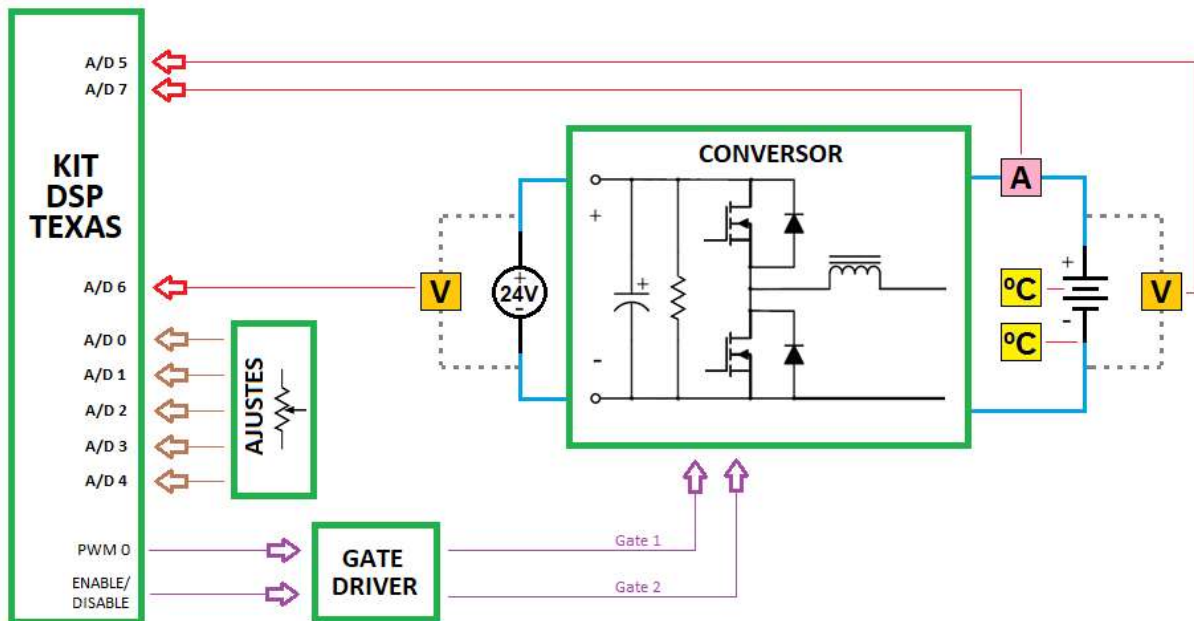 A/D 5
A/D 7
KIT
DSP
TEXAS
A/D 6
A/D 0
A/D 1
A/D 2
A/D 3
A/D 4
PWM 0
ENABLE/
DISABLE
AJUSTES
GATE
DRIVER
Gate 1
Gate 2
V
+
24V
-
CONVERSOR
+
+
-
A
+
ºC
-
ºC
V